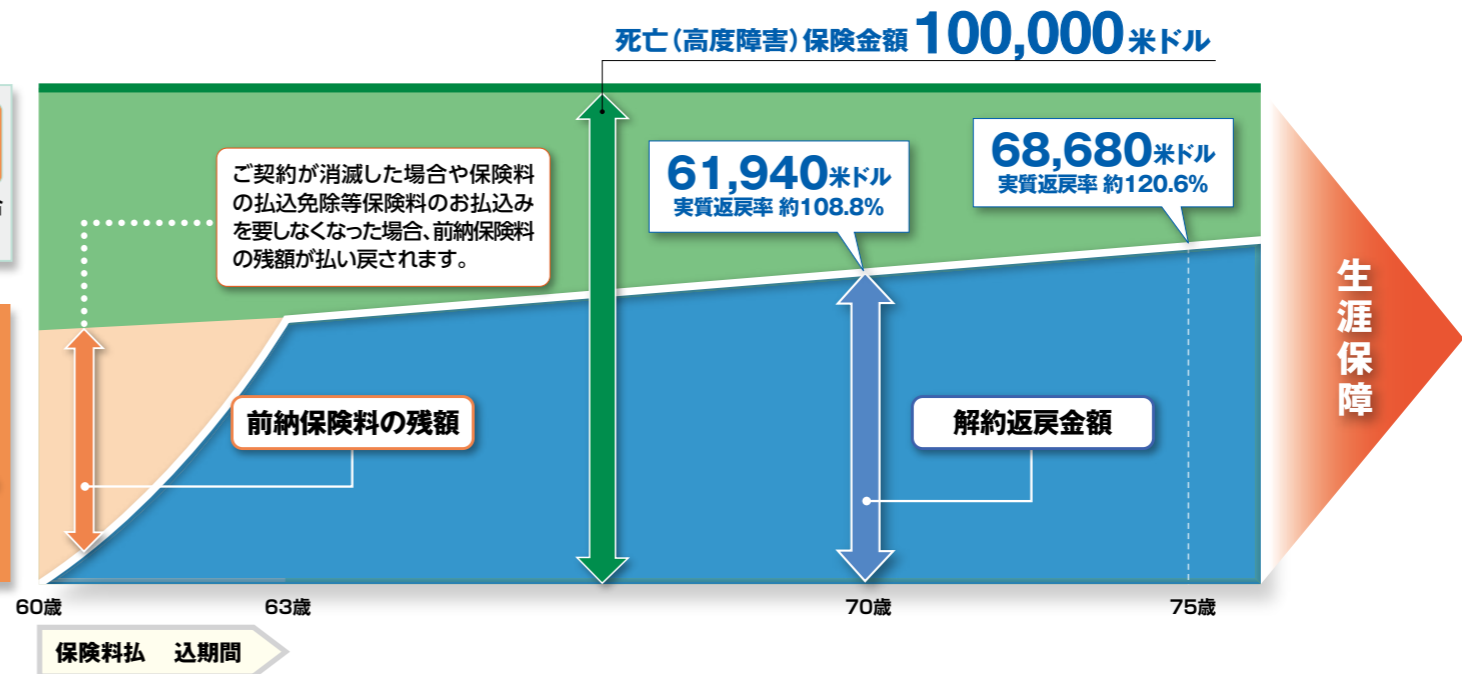 死亡(高度障害)保険金額 100,000米ドル
ご契約が消滅した場合や保険料
の払込免除等保険料のお払込み
を要しなくなった場合、前納保険料
の残額が払い戻されます。
61,940米ドル
実質返戻率 約108.8%
68,680米ドル
実質返戻率 約120.6%
前納保険料の残額
解約返戻金額
生涯保障
60歳
63歳
70歳
75歳
保険料払 込期間